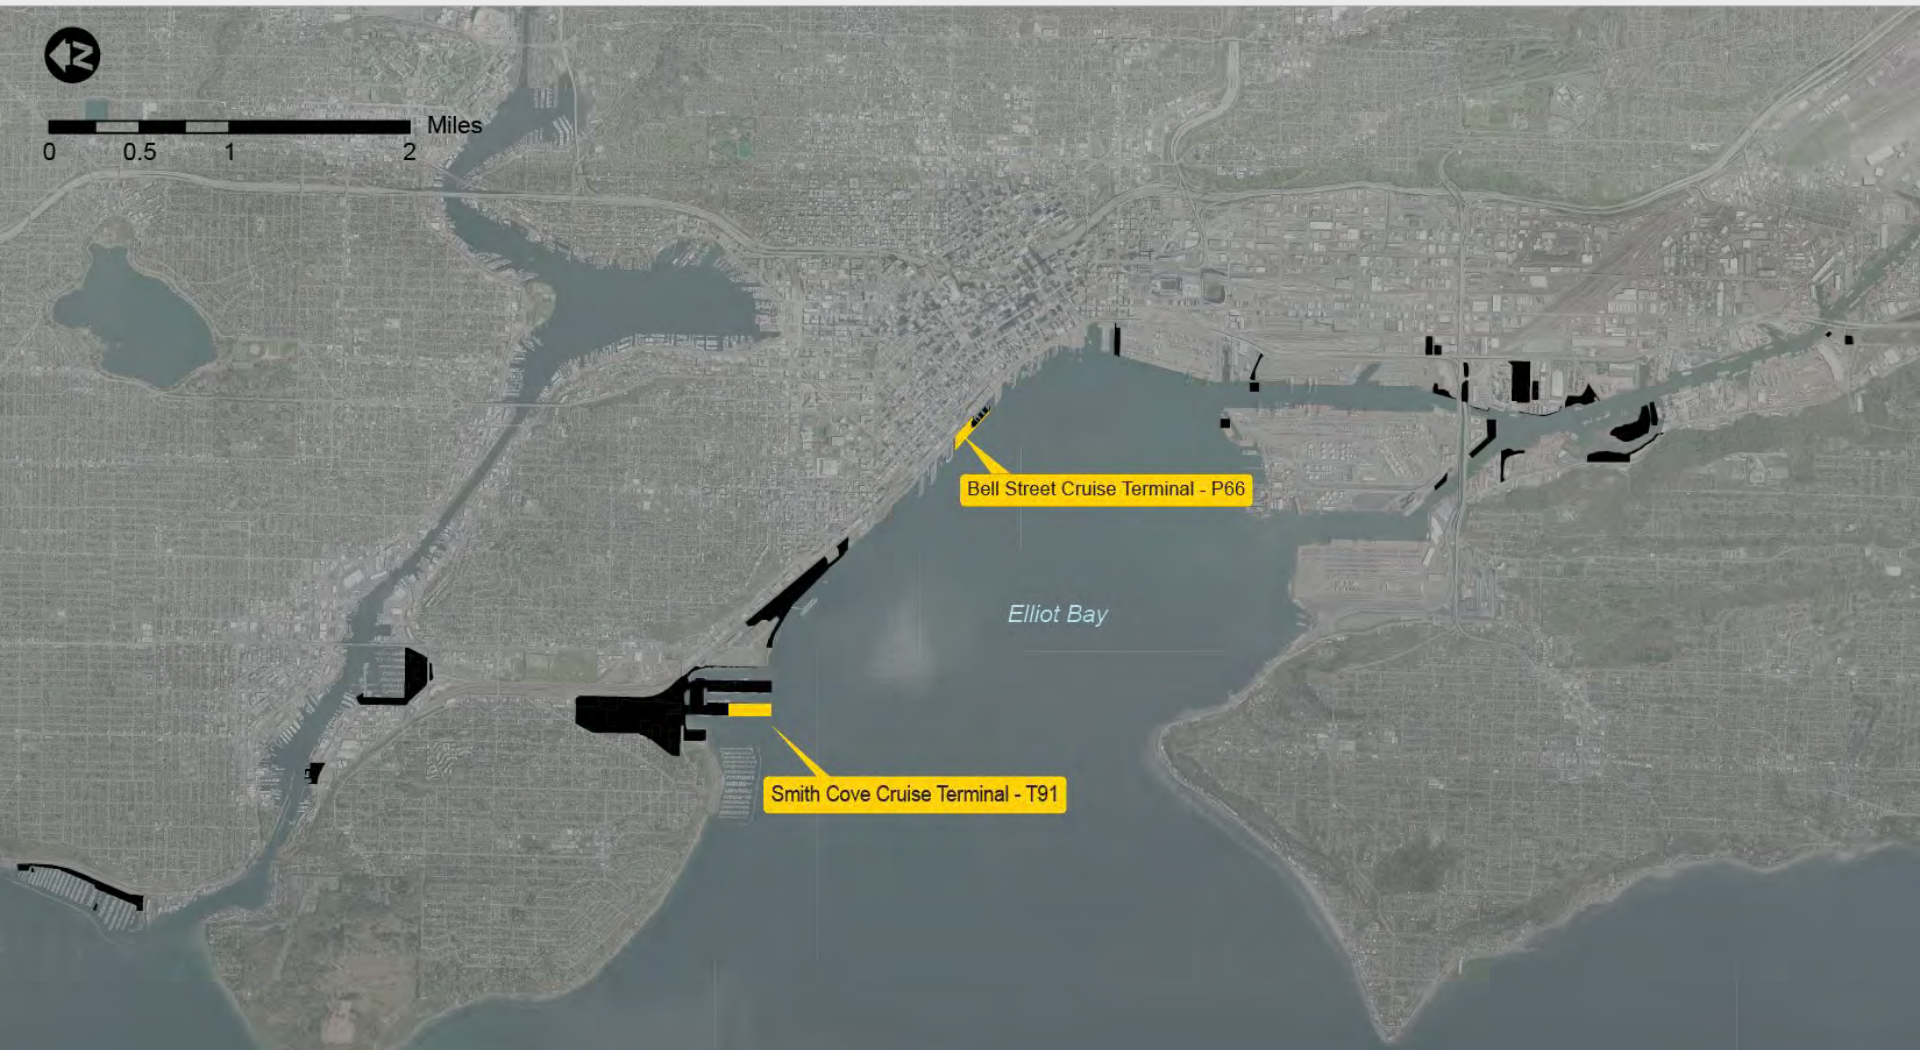 N
Miles
0 0.5 1 2
Bell Street Cruise Terminal - P66
Elliot Bay
Smith Cove Cruise Terminal - T91